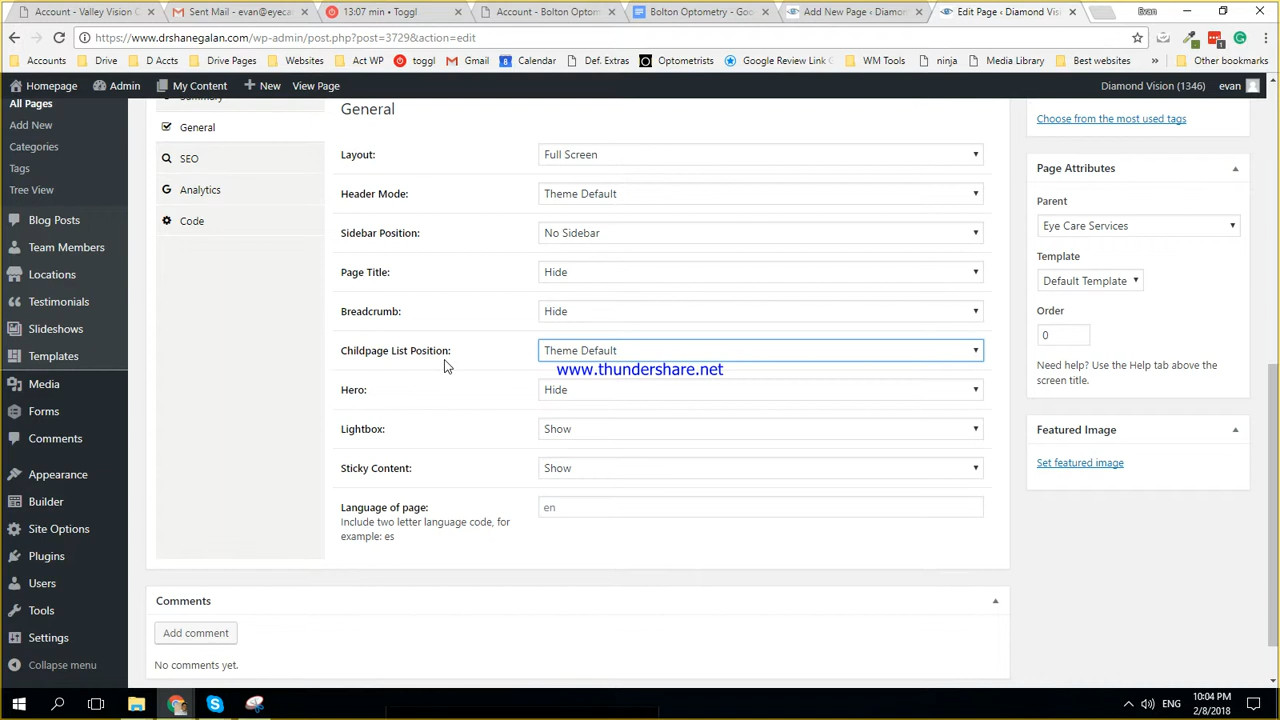 Account - Valley Vision C
Sent Mail - evan@eyeca
13:07 min • Toggl
Account - Bolton Optomet
Bolton Optometry - Goo
Add New Page ‹ Diamond
Edit Page ‹ Diamond Visi
Evan
https://www.drshanegalan.com/wp-admin/post.php?post=3729&action=edit
Accounts
Drive
D Accts
Drive Pages
Websites
Act WP
toggl
Gmail
Calendar
Def. Extras
Optometrists
Google Review Link
WM Tools
ninja
Media Library
Best websites
»
Other bookmarks
Homepage
Admin
My Content
New
View Page
Diamond Vision (1346)
evan
All Pages
Add New
Categories
Tags
Tree View
Blog Posts
Team Members
Locations
Testimonials
Slideshows
Templates
Media
Forms
Comments
Appearance
Builder
Site Options
Plugins
Users
Tools
Settings
Collapse menu
Summary
General
SEO
Analytics
Code
General
Layout:
Full Screen
Header Mode:
Theme Default
Sidebar Position:
No Sidebar
Page Title:
Hide
Breadcrumb:
Hide
Childpage List Position:
Theme Default
www.thundershare.net
Hero:
Hide
Lightbox:
Show
Sticky Content:
Show
Language of page:
en
Include two letter language code, for
example: es
Comments
Add comment
No comments yet.
Choose from the most used tags
Page Attributes
Parent
Eye Care Services
Template
Default Template
Order
0
Need help? Use the Help tab above the
screen title.
Featured Image
Set featured image
ENG
10:04 PM
2/8/2018